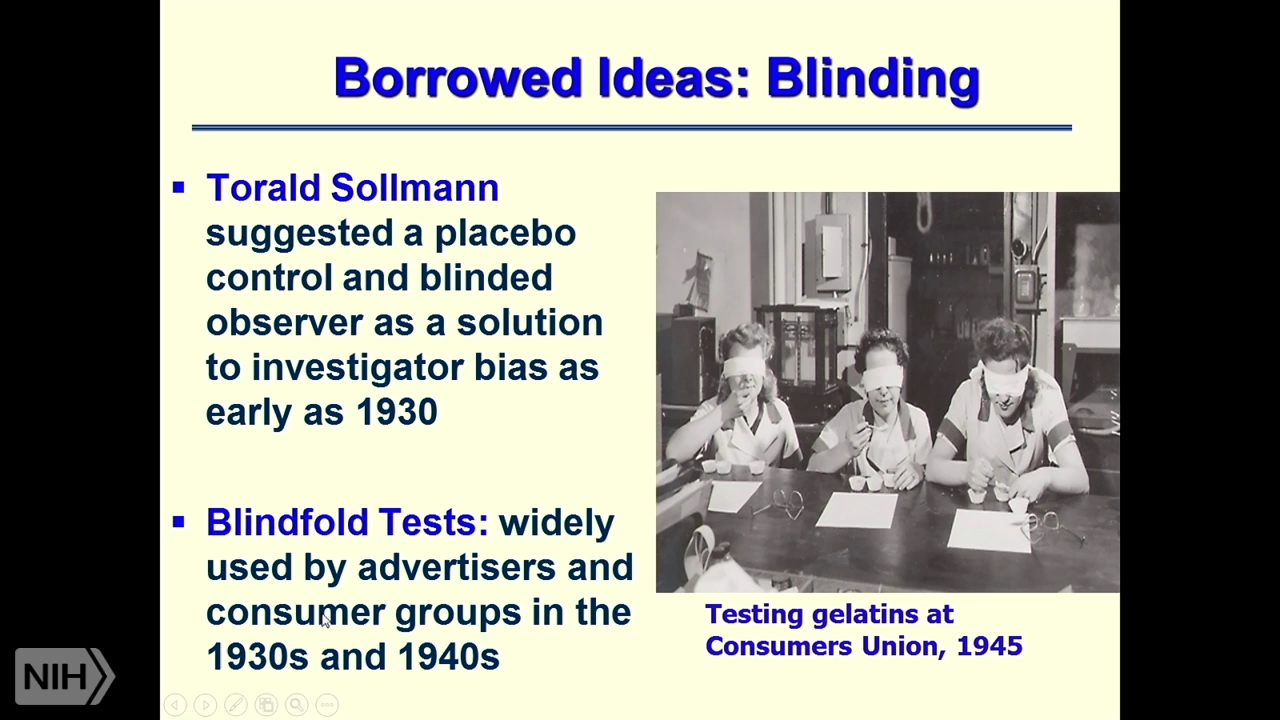 Borrowed Ideas: Blinding
Torald Sollmann
suggested a placebo
control and blinded
observer as a solution
to investigator bias as
early as 1930
Blindfold Tests: widely
used by advertisers and
consumer groups in the
1930s and 1940s
Testing gelatins at
Consumers Union, 1945
NIH